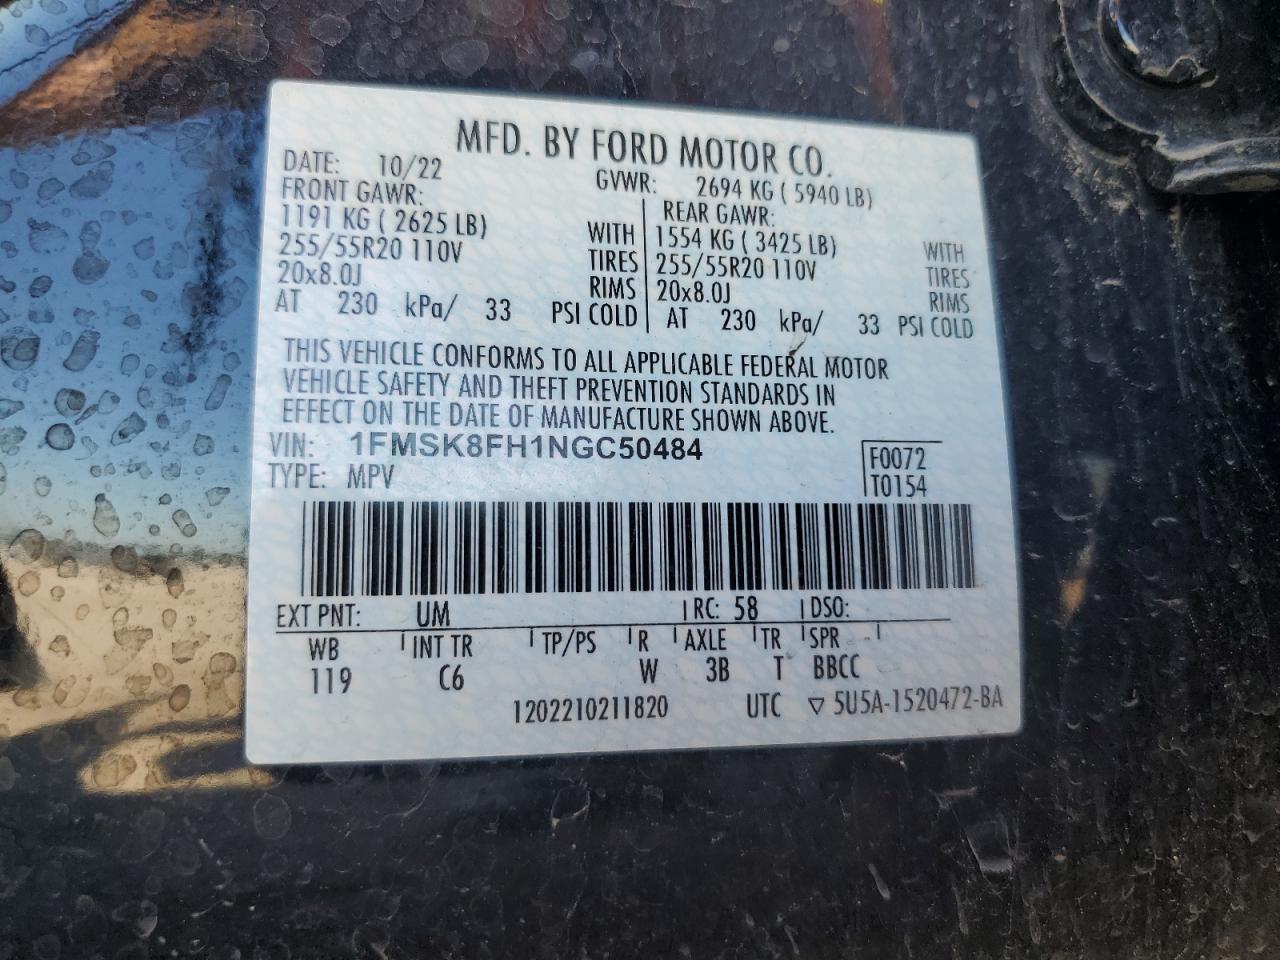 MFD. BY FORD MOTOR CO.
DATE: 10/22 GVWR: 2694 KG ( 5940 LB)
FRONT GAWR: REAR GAWR:
1191 KG ( 2625 LB) WITH 1554 KG ( 3425 LB) WITH
255/55R20 110V TIRES 255/55R20 110V TIRES
20x8.0J RIMS 20x8.0J RIMS
AT 230 kPa/ 33 PSI COLD AT 230 kPa/ 33 PSI COLD
THIS VEHICLE CONFORMS TO ALL APPLICABLE FEDERAL MOTOR
VEHICLE SAFETY AND THEFT PREVENTION STANDARDS IN
EFFECT ON THE DATE OF MANUFACTURE SHOWN ABOVE.
VIN: 1FMSK8FH1NGC50484
TYPE: MPV
F0072
T0154
EXT PNT: UM RC: 58 DSO:
WB INT TR TP/PS R AXLE TR SPR
119 C6 W 3B T BBCC
1202210211820 UTC ▽ 5U5A-1520472-BA